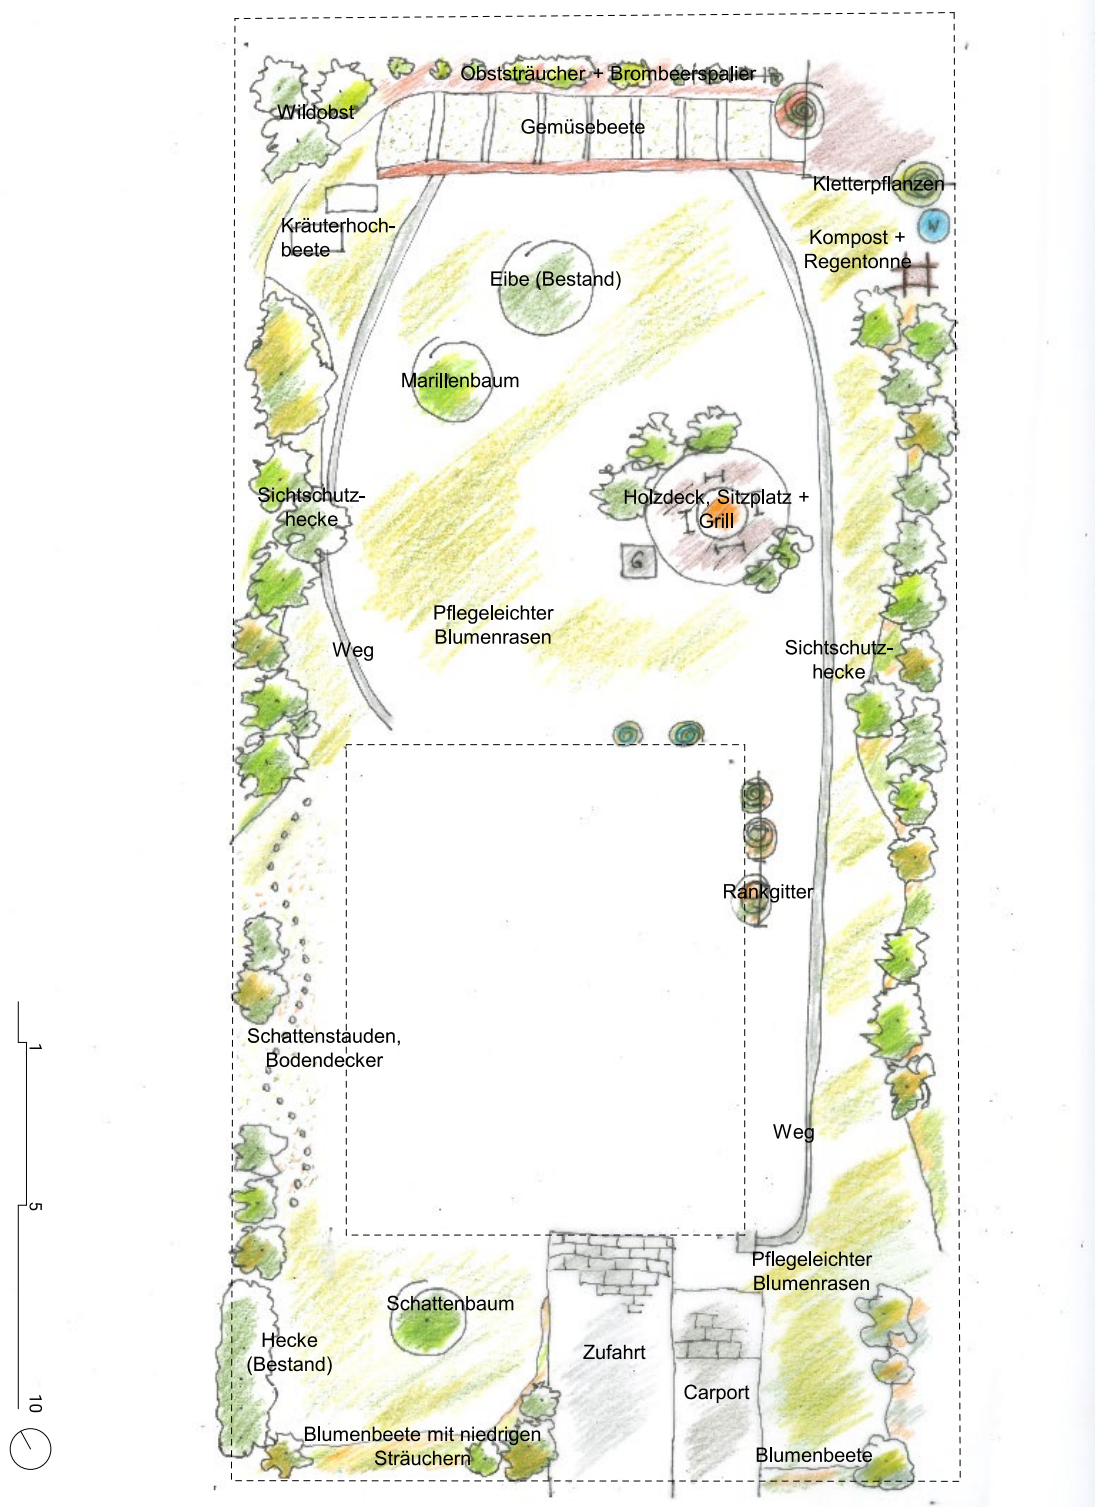 Obststräucher + Brombeerspalier
Wildobst
Gemüsebeete
Kletterpflanzen
Kräuterhoch-
beete
W
Kompost +
Regentonne
Eibe (Bestand)
Marillenbaum
Sichtschutz-
hecke
Holzdeck, Sitzplatz +
Grill
G
Pflegeleichter
Blumenrasen
Weg
Sichtschutz-
hecke
Rankgitter
Schattenstauden,
Bodendecker
Weg
Pflegeleichter
Blumenrasen
Schattenbaum
Hecke
(Bestand)
Zufahrt
Carport
Blumenbeete mit niedrigen
Sträuchern
Blumenbeete
1
5
10